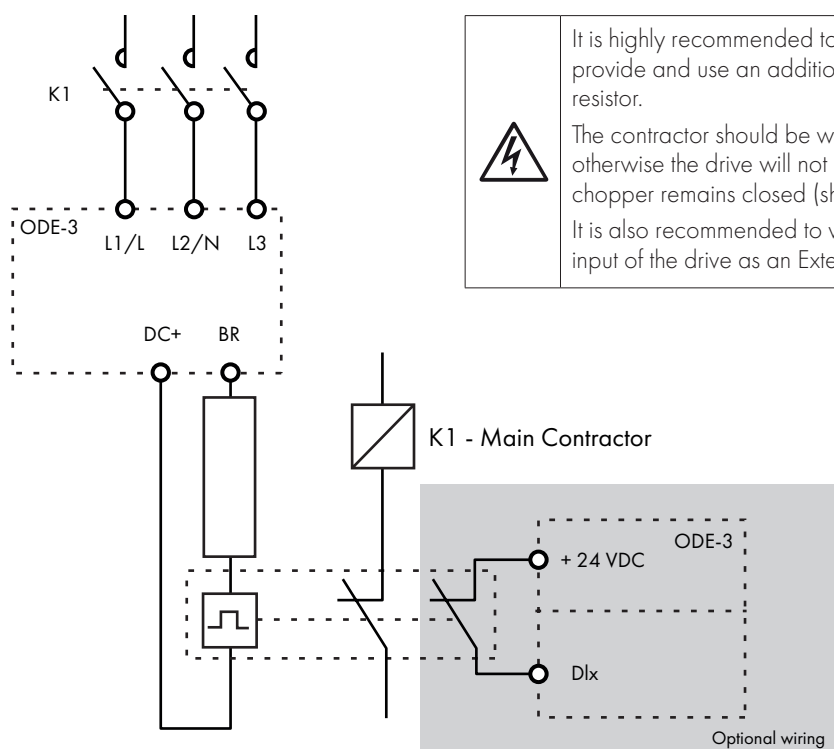 It is highly recommended to
provide and use an additio
resistor.
The contractor should be w
otherwise the drive will not
chopper remains closed (sh
It is also recommended to v
input of the drive as an Exte
K1
ODE-3
L1/L L2/N L3
DC+ BR
K1 - Main Contractor
ODE-3
+ 24 VDC
DIx
Optional wiring